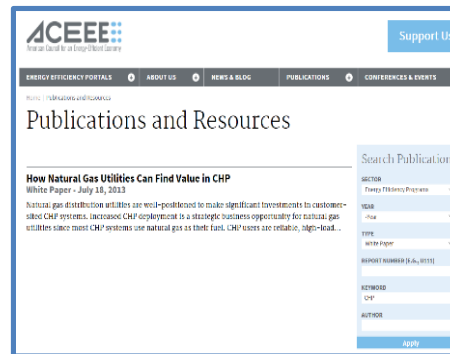 ACEEE
American Council for an Energy-Efficient Economy
Support Us
ENERGY EFFICIENCY PORTALS ABOUT US NEWS & BLOG PUBLICATIONS CONFERENCES & EVENTS
Home / Publications and Resources
Publications and Resources
Search Publication
How Natural Gas Utilities Can Find Value in CHP
White Paper - July 18, 2013
Natural gas distribution utilities are well-positioned to make significant investments in customer-
sited CHP systems. Increased CHP deployment is a strategic business opportunity for natural gas
utilities since most CHP systems use natural gas as their fuel. CHP users are reliable, high-load...
SECTOR
Energy Efficiency Programs
YEAR
-Year
TYPE
White Paper
REPORT NUMBER (E.G., B111)
KEYWORD
CHP
AUTHOR
Apply